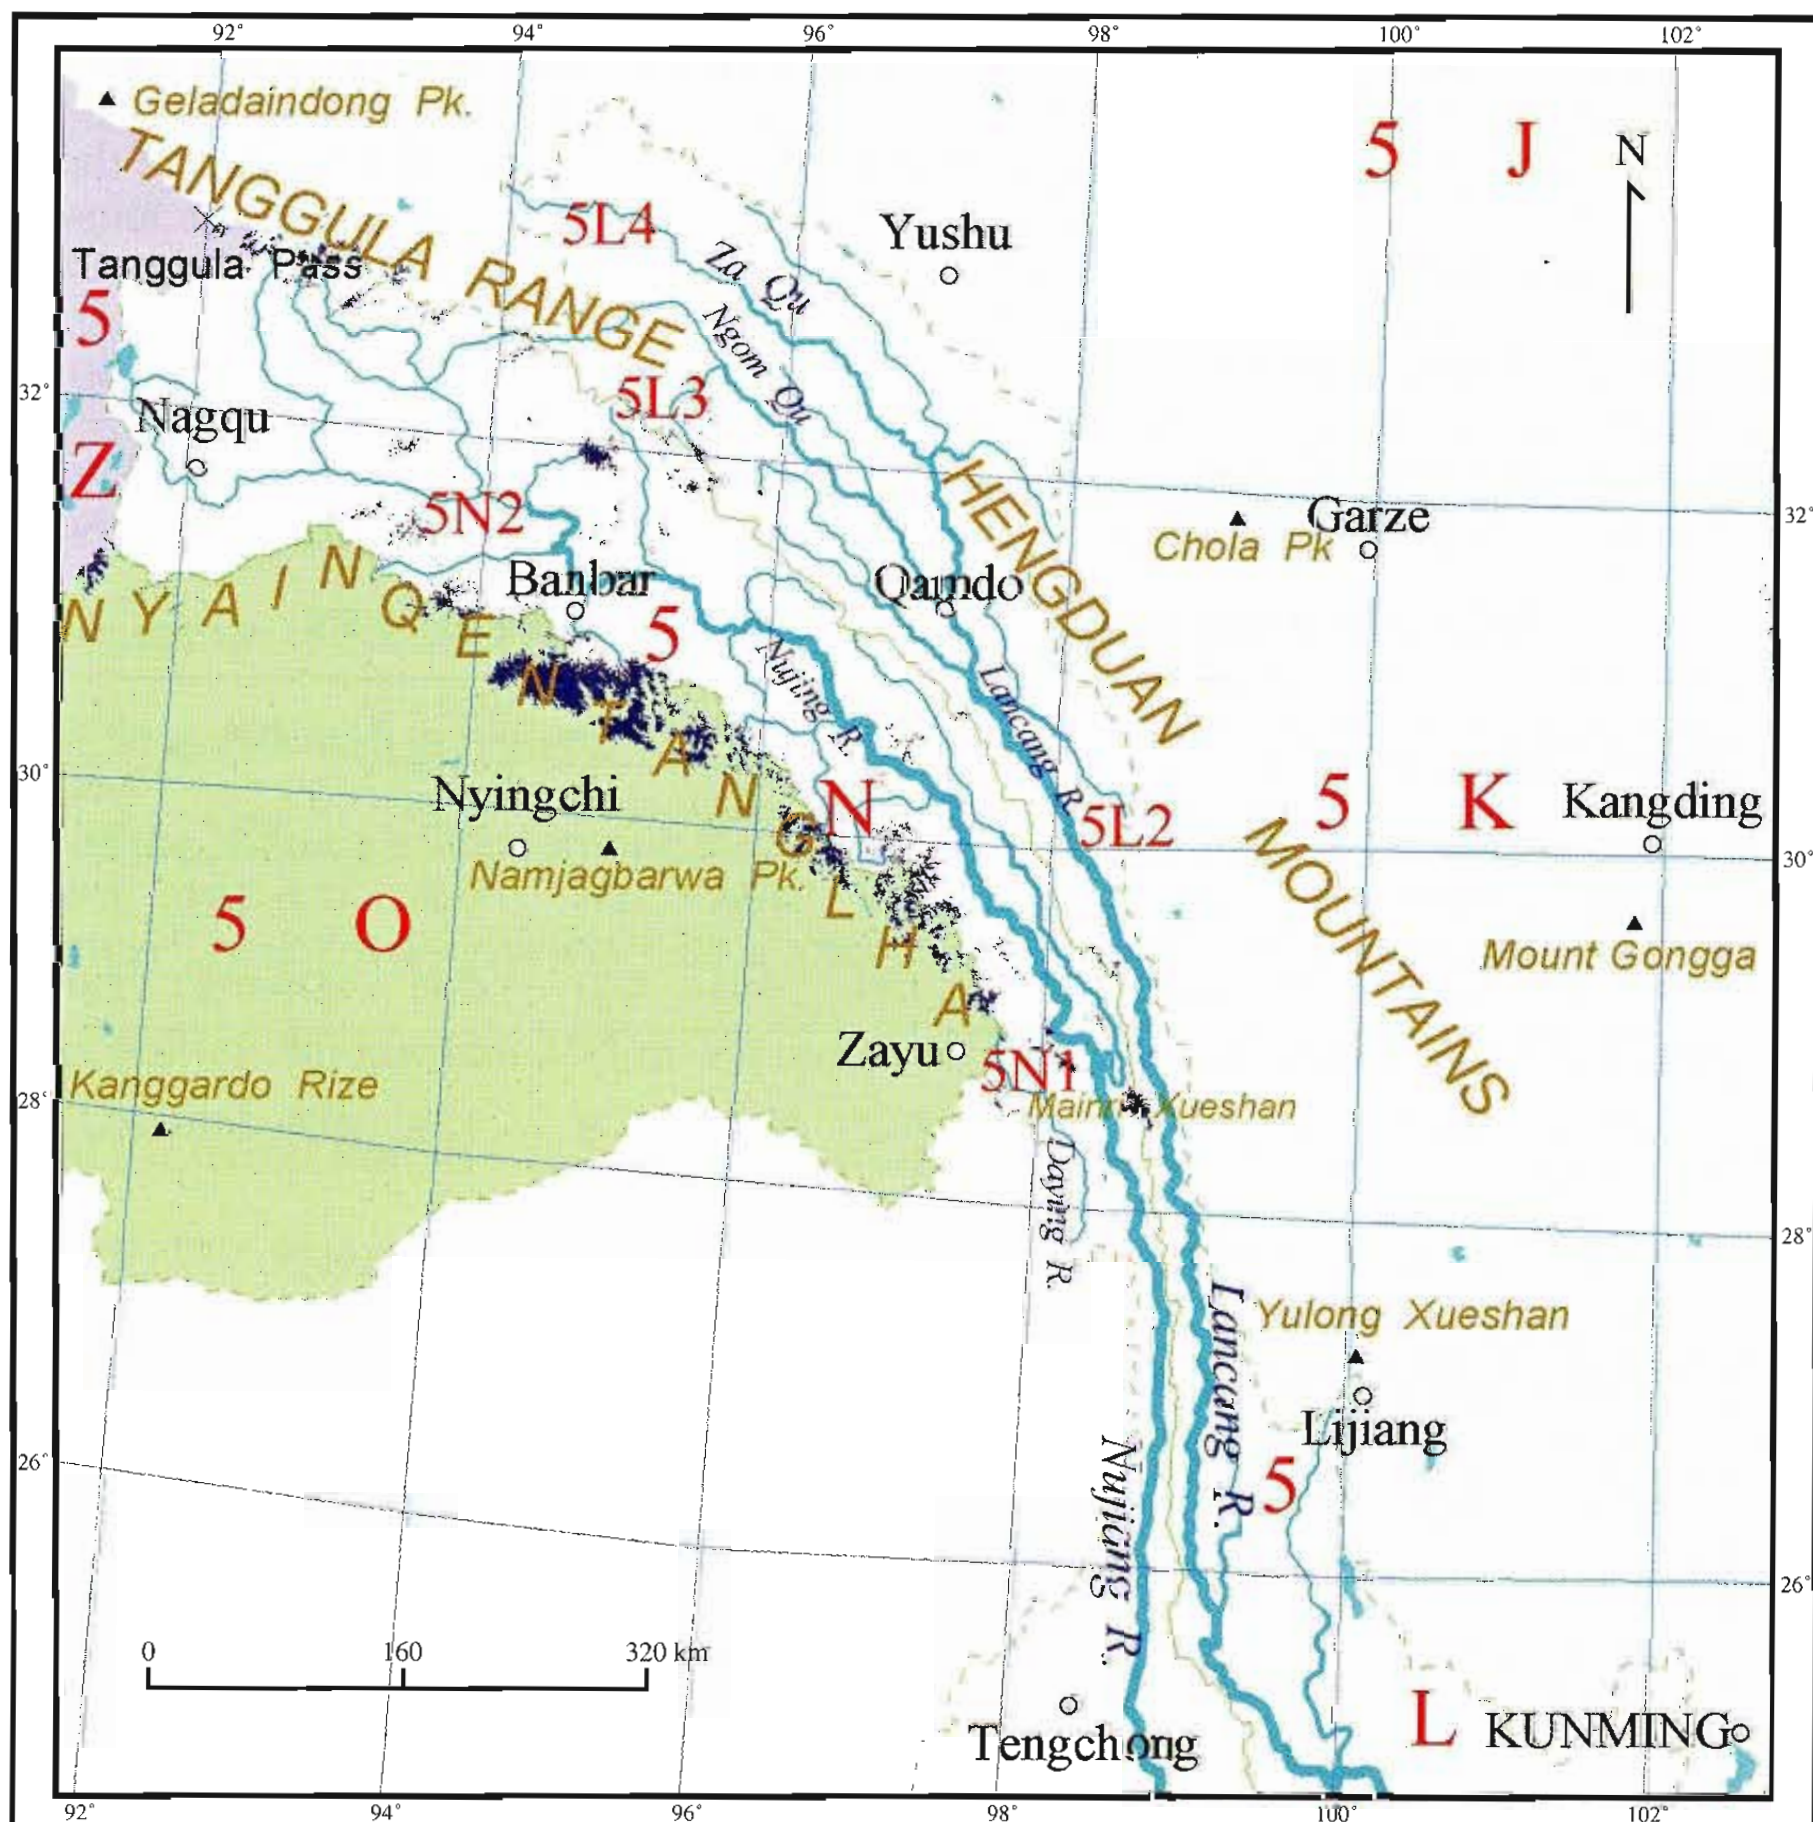 92° 94° 96° 98° 100° 102°
Geladaindong Pk.
5 J
N
TANGGULA RANGE
5L4
Yushu
Za Qu
Tanggula Pass
5
Ngom Qu
32°
5L3
Nagqu
Z
HENGDUAN
5N2
Garze
32°
Chola Pk
Banbar
Qamdo
NYAINQENTANGLHA
5
Nujing R.
Lancang R.
30°
Nyingchi
N
5L2
5 K
Kangding
MOUNTAINS
30°
Namjagbarwa Pk.
5 O
Mount Gongga
Zayu
5N1
Kanggardo Rize
28°
Mainri Xueshan
Daying R.
28°
Lancang R.
Yulong Xueshan
Lijiang
26°
Nujiang R.
5
26°
0 160 320 km
L
KUNMING
Tengchong
92° 94° 96° 98° 100° 102°